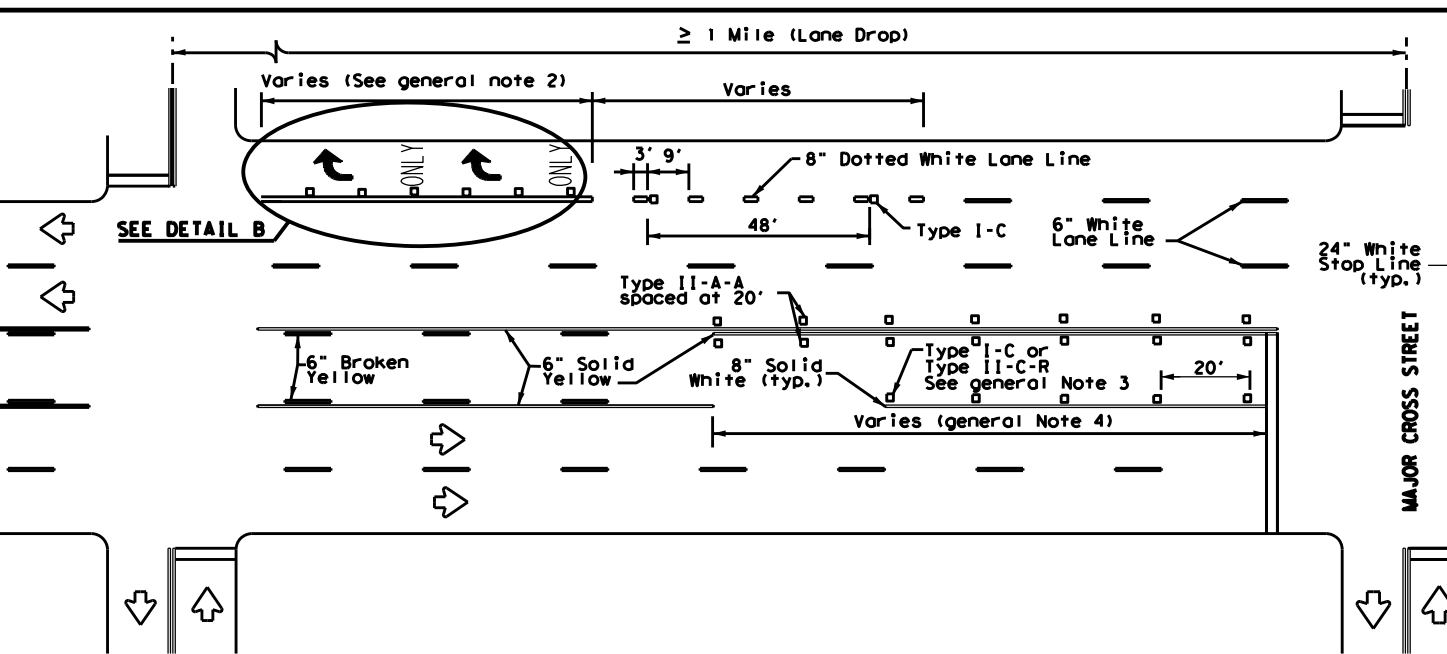 ≥ 1 Mile (Lane Drop)
Varies (See general note 2)
Varies
ONLY
ONLY
3' 9'
8" Dotted White Lane Line
SEE DETAIL B
48'
Type I-C
6" White
Lane Line
24" White
Stop Line
(typ.)
Type II-A-A
spaced at 20'
6" Broken
Yellow
6" Solid
Yellow
8" Solid
White (typ.)
Type I-C or
Type II-C-R
See general Note 3
20'
Varies (general Note 4)
MAJOR CROSS STREET